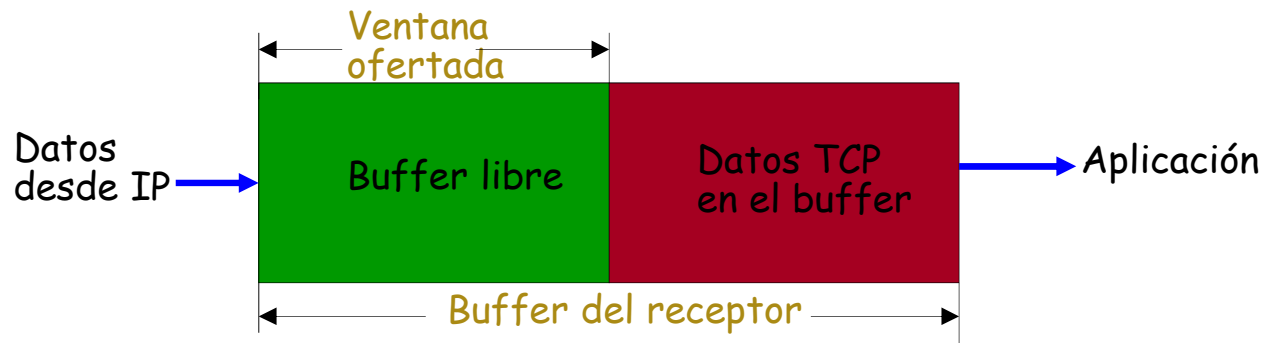 Ventana
ofertada
Datos
desde IP
Buffer libre
Datos TCP
en el buffer
Aplicación
Buffer del receptor